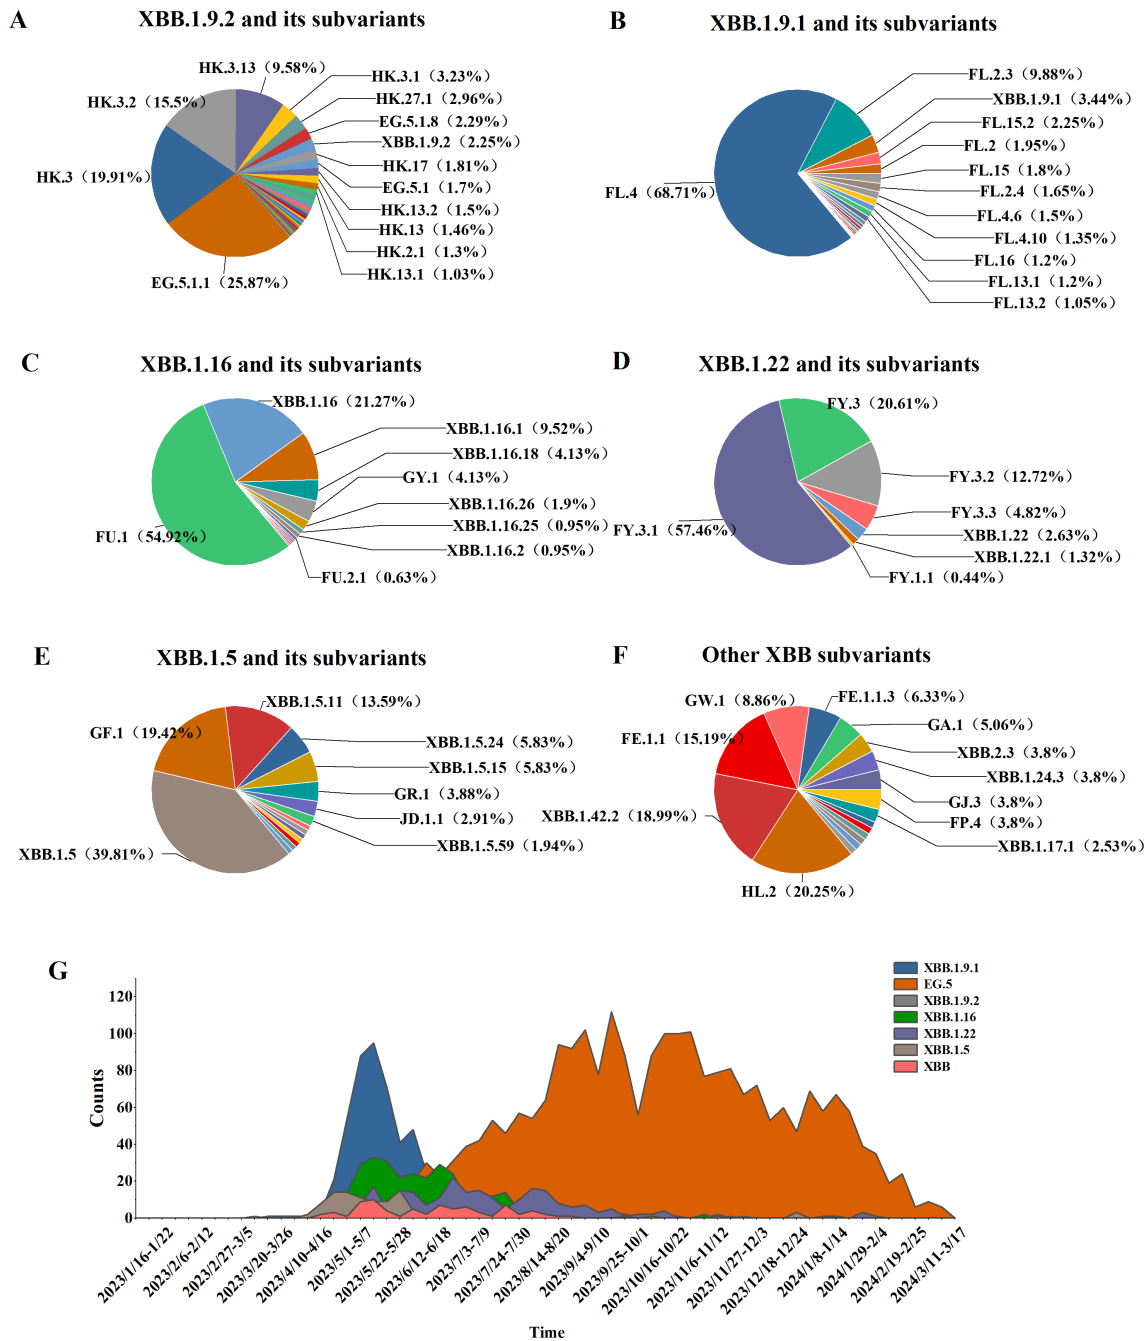 A
XBB.1.9.2 and its subvariants
HK.3.13（9.58%）
HK.3.1（3.23%）
HK.3.2（15.5%）
HK.27.1（2.96%）
EG.5.1.8（2.29%）
XBB.1.9.2（2.25%）
HK.17（1.81%）
HK.3（19.91%）
EG.5.1（1.7%）
HK.13.2（1.5%）
HK.13（1.46%）
HK.2.1（1.3%）
HK.13.1（1.03%）
EG.5.1.1（25.87%）
B
XBB.1.9.1 and its subvariants
FL.2.3（9.88%）
XBB.1.9.1（3.44%）
FL.15.2（2.25%）
FL.2（1.95%）
FL.15（1.8%）
FL.4（68.71%）
FL.2.4（1.65%）
FL.4.6（1.5%）
FL.4.10（1.35%）
FL.16（1.2%）
FL.13.1（1.2%）
FL.13.2（1.05%）
C
XBB.1.16 and its subvariants
XBB.1.16（21.27%）
XBB.1.16.1（9.52%）
XBB.1.16.18（4.13%）
GY.1（4.13%）
XBB.1.16.26（1.9%）
XBB.1.16.25（0.95%）
FU.1（54.92%）
XBB.1.16.2（0.95%）
FU.2.1（0.63%）
D
XBB.1.22 and its subvariants
FY.3（20.61%）
FY.3.2（12.72%）
FY.3.3（4.82%）
FY.3.1（57.46%）
XBB.1.22（2.63%）
XBB.1.22.1（1.32%）
FY.1.1（0.44%）
E
XBB.1.5 and its subvariants
XBB.1.5.11（13.59%）
GF.1（19.42%）
XBB.1.5.24（5.83%）
XBB.1.5.15（5.83%）
GR.1（3.88%）
JD.1.1（2.91%）
XBB.1.5.59（1.94%）
XBB.1.5（39.81%）
F
Other XBB subvariants
GW.1（8.86%）
FE.1.1.3（6.33%）
GA.1（5.06%）
FE.1.1（15.19%）
XBB.2.3（3.8%）
XBB.1.24.3（3.8%）
GJ.3（3.8%）
XBB.1.42.2（18.99%）
FP.4（3.8%）
XBB.1.17.1（2.53%）
HL.2（20.25%）
G
XBB.1.9.1
EG.5
XBB.1.9.2
XBB.1.16
XBB.1.22
XBB.1.5
XBB
120
100
80
60
40
20
0
Counts
2023/1/16-1/22
2023/2/6-2/12
2023/2/27-3/5
2023/3/20-3/26
2023/4/10-4/16
2023/5/1-5/7
2023/5/22-5/28
2023/6/12-6/18
2023/7/3-7/9
2023/7/24-7/30
2023/8/14-8/20
2023/9/4-9/10
2023/9/25-10/1
2023/10/16-10/22
2023/11/6-11/12
2023/11/27-12/3
2023/12/18-12/24
2024/1/8-1/14
2024/1/29-2/4
2024/2/19-2/25
2024/3/11-3/17
Time